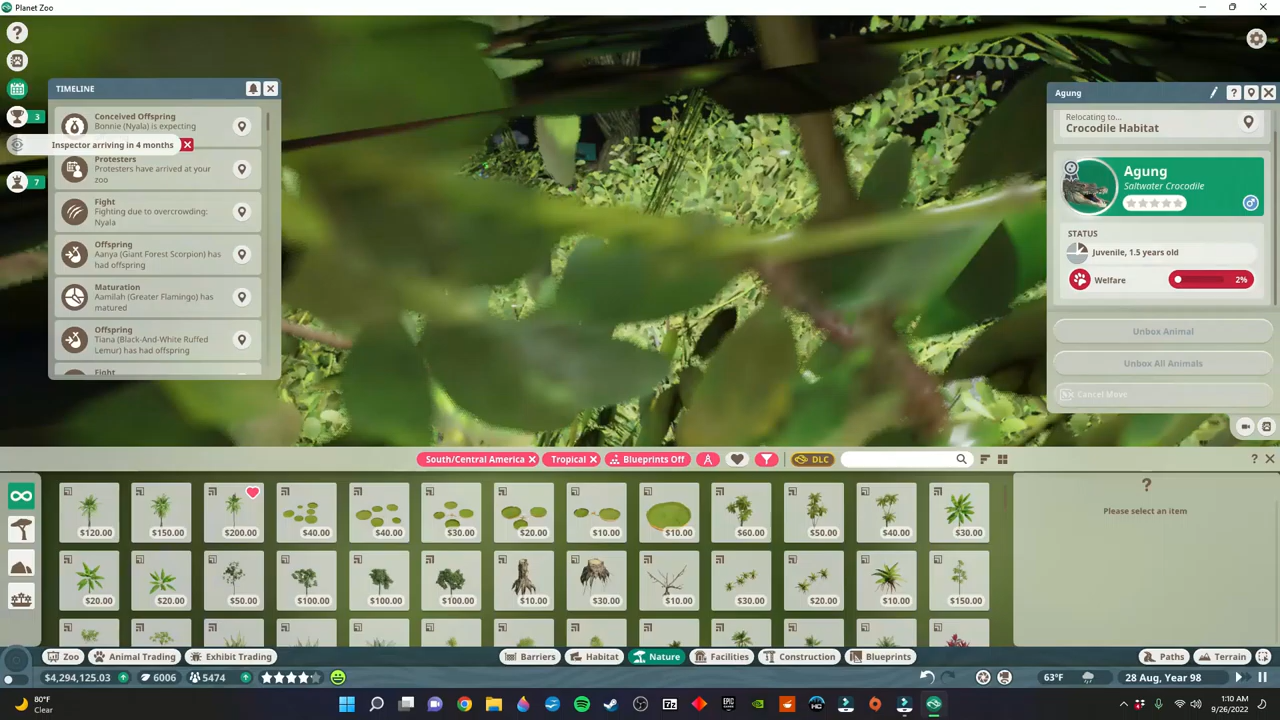 Planet Zoo
TIMELINE
Conceived Offspring
Bonnie (Nyala) is expecting
3
Inspector arriving in 4 months
Protesters
Protesters have arrived at your
zoo
7
Fight
Fighting due to overcrowding:
Nyala
Offspring
Aanya (Giant Forest Scorpion) has
had offspring
Maturation
Aamilah (Greater Flamingo) has
matured
Offspring
Tiana (Black-And-White Ruffed
Lemur) has had offspring
Fight
Agung
Relocating to...
Crocodile Habitat
Agung
Saltwater Crocodile
STATUS
Juvenile, 1.5 years old
Welfare 2%
Unbox Animal
Unbox All Animals
Cancel Move
South/Central America Tropical Blueprints Off DLC
$120.00 $150.00 $200.00 $40.00 $40.00 $30.00 $20.00 $10.00 $10.00 $60.00 $50.00 $40.00 $30.00
$20.00 $20.00 $50.00 $100.00 $100.00 $100.00 $10.00 $30.00 $10.00 $30.00 $20.00 $10.00 $150.00
?
Please select an item
Zoo Animal Trading Exhibit Trading Barriers Habitat Nature Facilities Construction Blueprints Paths Terrain
$4,294,125.03 6006 5474 63°F 28 Aug, Year 98
80°F
Clear
1:10 AM
9/26/2022